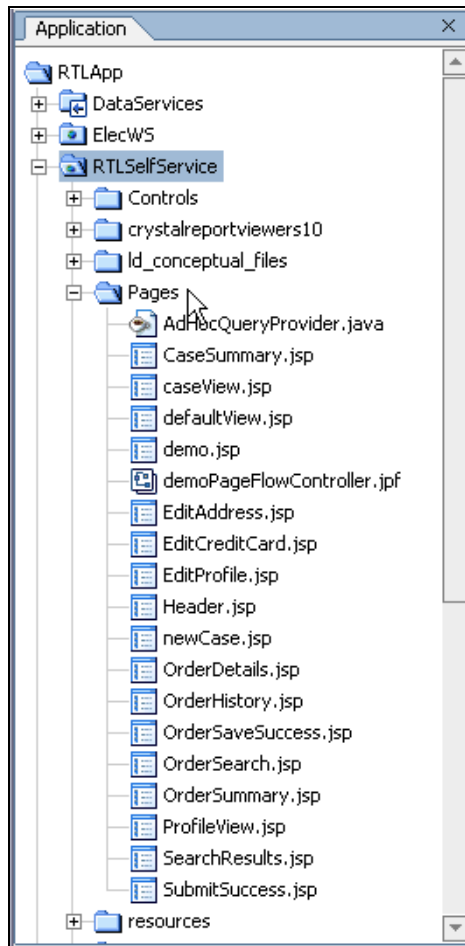 Application
RTLApp
DataServices
ElecWS
RTLSelfService
Controls
crystalreportviewers10
ld_conceptual_files
Pages
AdHocQueryProvider.java
CaseSummary.jsp
caseView.jsp
defaultView.jsp
demo.jsp
demoPageFlowController.jpf
EditAddress.jsp
EditCreditCard.jsp
EditProfile.jsp
Header.jsp
newCase.jsp
OrderDetails.jsp
OrderHistory.jsp
OrderSaveSuccess.jsp
OrderSearch.jsp
OrderSummary.jsp
ProfileView.jsp
SearchResults.jsp
SubmitSuccess.jsp
resources